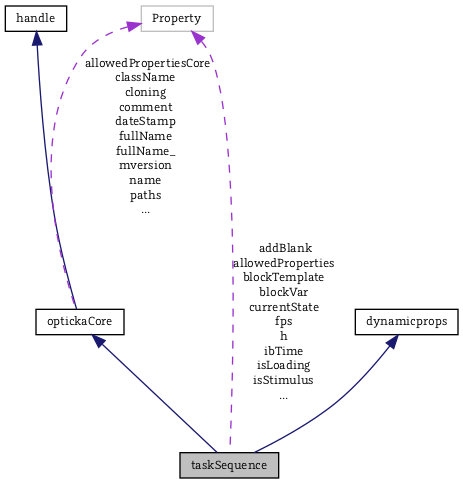 handle
Property
allowedPropertiesCore
className
cloning
comment
dateStamp
fullName
fullName_
mversion
name
paths
...
addBlank
allowedProperties
blockTemplate
blockVar
currentState
fps
h
ibTime
isLoading
isStimulus
...
optickaCore
dynamicprops
taskSequence